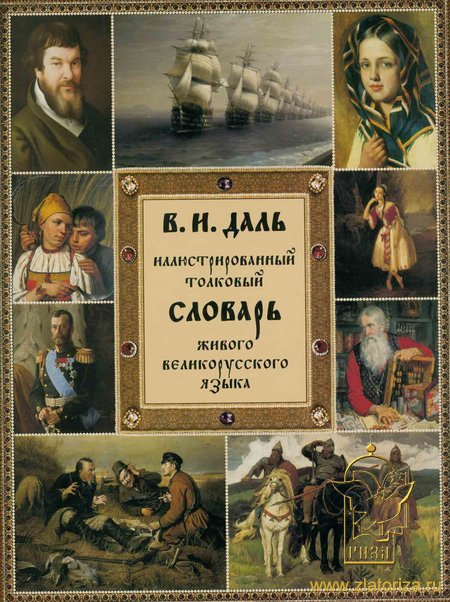 В. И. ДАЛЬ
ИЛЛЮСТРИРОВАННЫЙ
ТОЛКОВЫЙ
СЛОВАРЬ
ЖИВОГО
ВЕЛИКОРУССКОГО
ЯЗЫКА
РИЗА
www.zlatoriza.ru